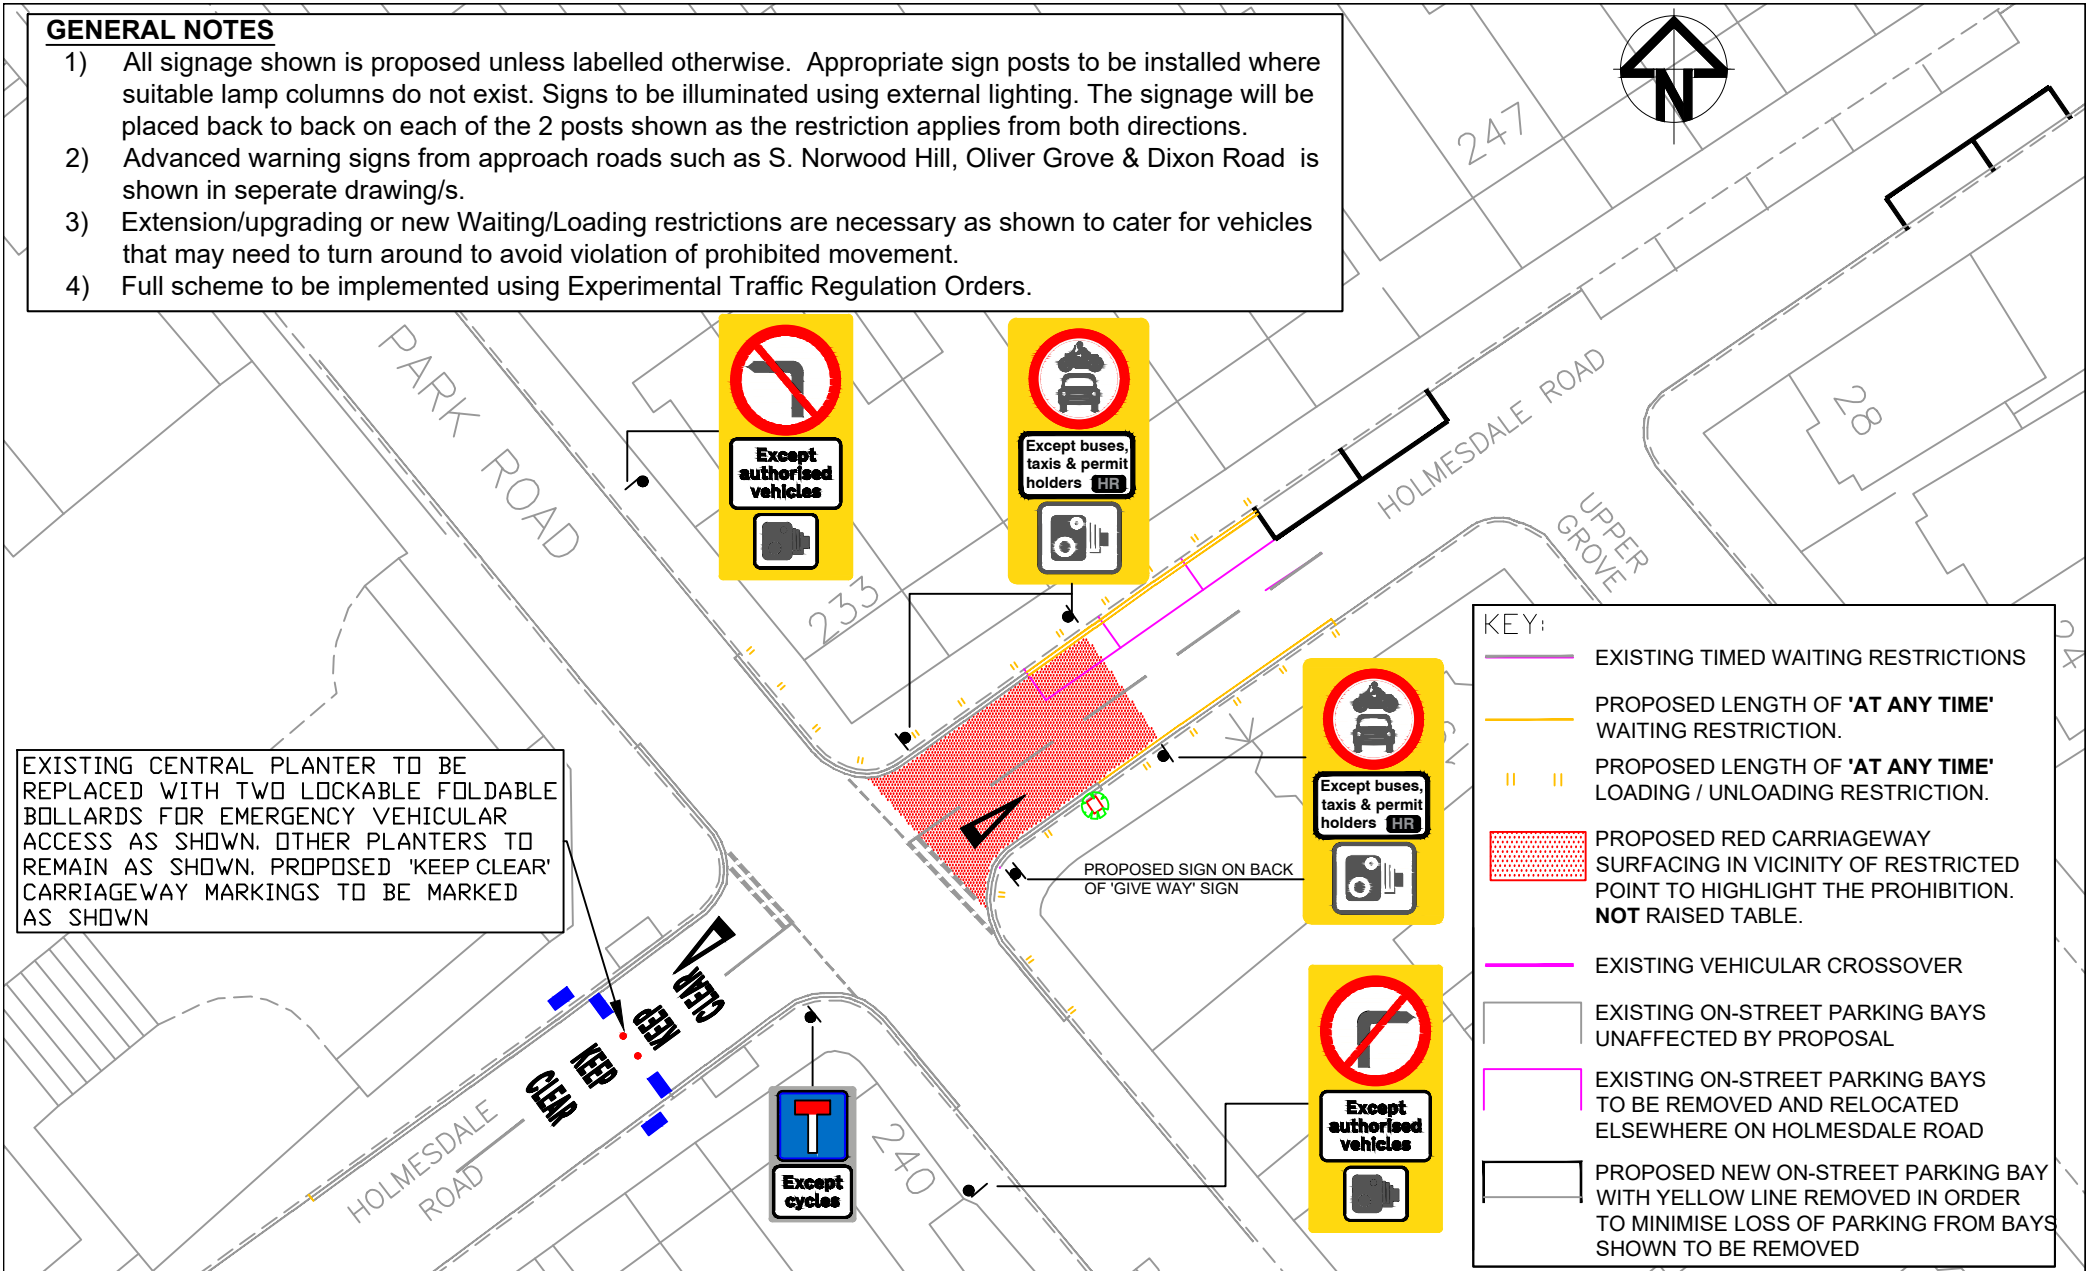 GENERAL NOTES
1) All signage shown is proposed unless labelled otherwise. Appropriate sign posts to be installed where
suitable lamp columns do not exist. Signs to be illuminated using external lighting. The signage will be
placed back to back on each of the 2 posts shown as the restriction applies from both directions.
2) Advanced warning signs from approach roads such as S. Norwood Hill, Oliver Grove & Dixon Road is
shown in seperate drawing/s.
3) Extension/upgrading or new Waiting/Loading restrictions are necessary as shown to cater for vehicles
that may need to turn around to avoid violation of prohibited movement.
4) Full scheme to be implemented using Experimental Traffic Regulation Orders.
N
247
PARK ROAD
Except
authorised
vehicles
Except buses,
taxis & permit
holders HR
HOLMESDALE ROAD
28
UPPER
GROVE
233
24
KEY:
EXISTING TIMED WAITING RESTRICTIONS
PROPOSED LENGTH OF 'AT ANY TIME'
WAITING RESTRICTION.
PROPOSED LENGTH OF 'AT ANY TIME'
LOADING / UNLOADING RESTRICTION.
PROPOSED RED CARRIAGEWAY
SURFACING IN VICINITY OF RESTRICTED
POINT TO HIGHLIGHT THE PROHIBITION.
NOT RAISED TABLE.
EXISTING VEHICULAR CROSSOVER
EXISTING ON-STREET PARKING BAYS
UNAFFECTED BY PROPOSAL
EXISTING ON-STREET PARKING BAYS
TO BE REMOVED AND RELOCATED
ELSEWHERE ON HOLMESDALE ROAD
PROPOSED NEW ON-STREET PARKING BAY
WITH YELLOW LINE REMOVED IN ORDER
TO MINIMISE LOSS OF PARKING FROM BAYS
SHOWN TO BE REMOVED
Except buses,
taxis & permit
holders HR
PROPOSED SIGN ON BACK
OF 'GIVE WAY' SIGN
EXISTING CENTRAL PLANTER TO BE
REPLACED WITH TWO LOCKABLE FOLDABLE
BOLLARDS FOR EMERGENCY VEHICULAR
ACCESS AS SHOWN. OTHER PLANTERS TO
REMAIN AS SHOWN. PROPOSED 'KEEP CLEAR'
CARRIAGEWAY MARKINGS TO BE MARKED
AS SHOWN
CLEAR
KEEP
KEEP
CLEAR
HOLMESDALE
ROAD
Except
cycles
240
Except
authorised
vehicles